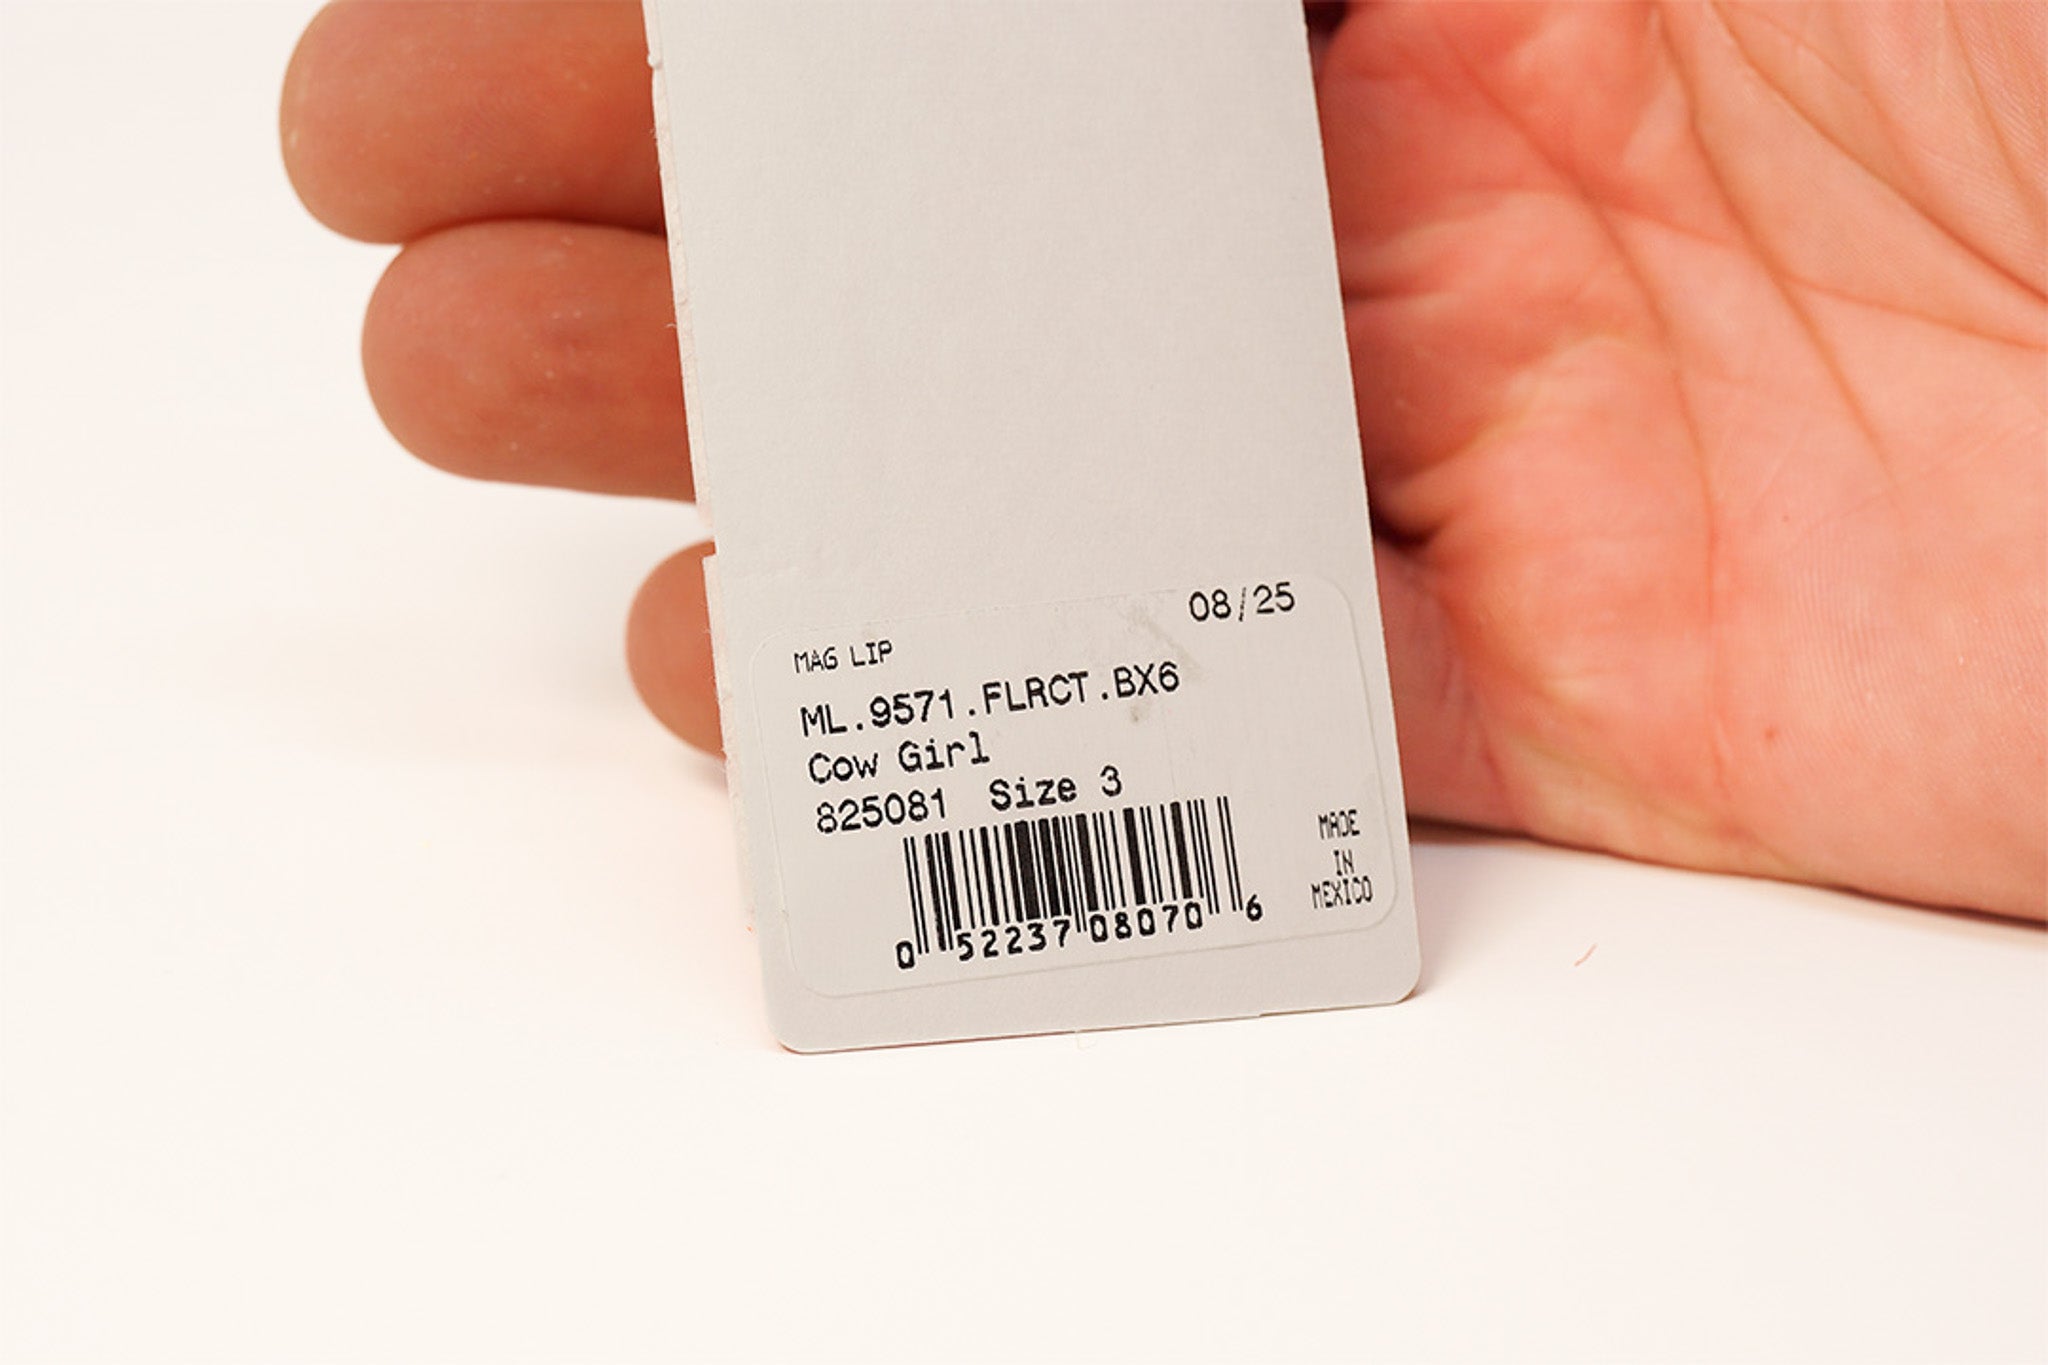 08/25
MAG LIP
ML.9571.FLRCT.BX6
Cow Girl
825081 Size 3
0 52237 08070 6
MADE
IN
MEXICO